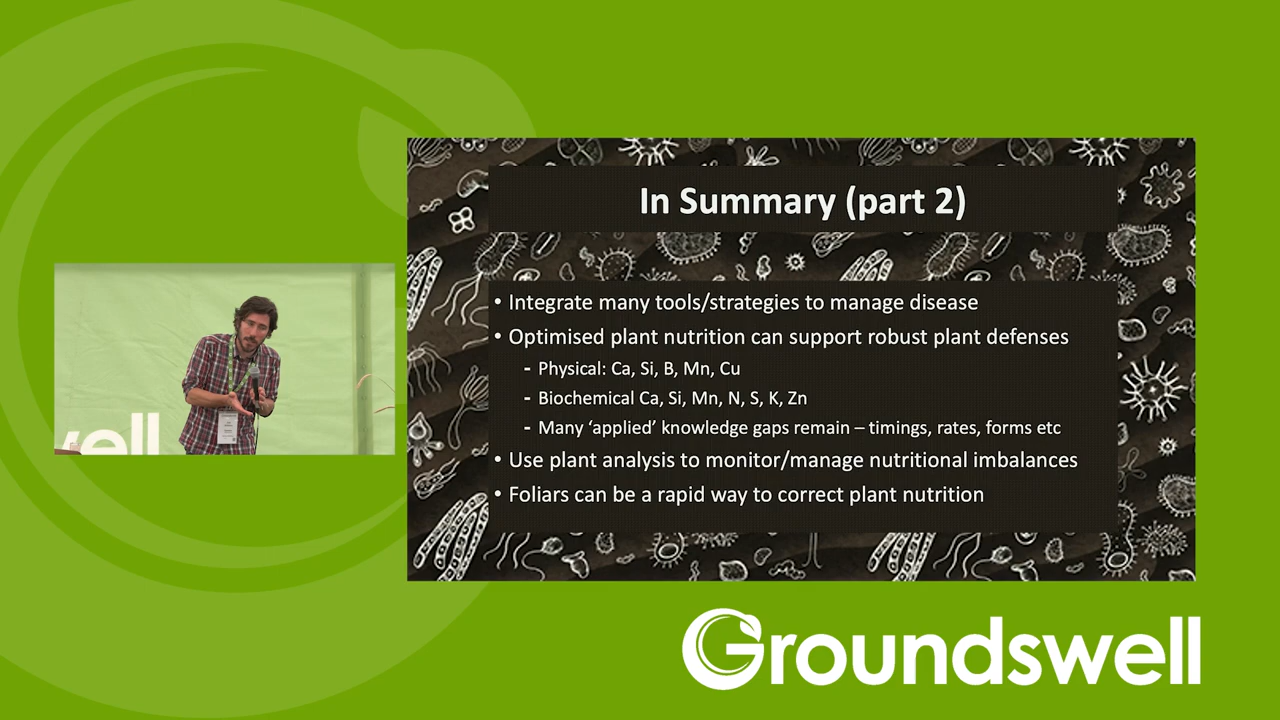 In Summary (part 2)
• Integrate many tools/strategies to manage disease
• Optimised plant nutrition can support robust plant defenses
- Physical: Ca, Si, B, Mn, Cu
- Biochemical Ca, Si, Mn, N, S, K, Zn
- Many ‘applied’ knowledge gaps remain – timings, rates, forms etc
• Use plant analysis to monitor/manage nutritional imbalances
• Foliars can be a rapid way to correct plant nutrition
ell
Groundswell